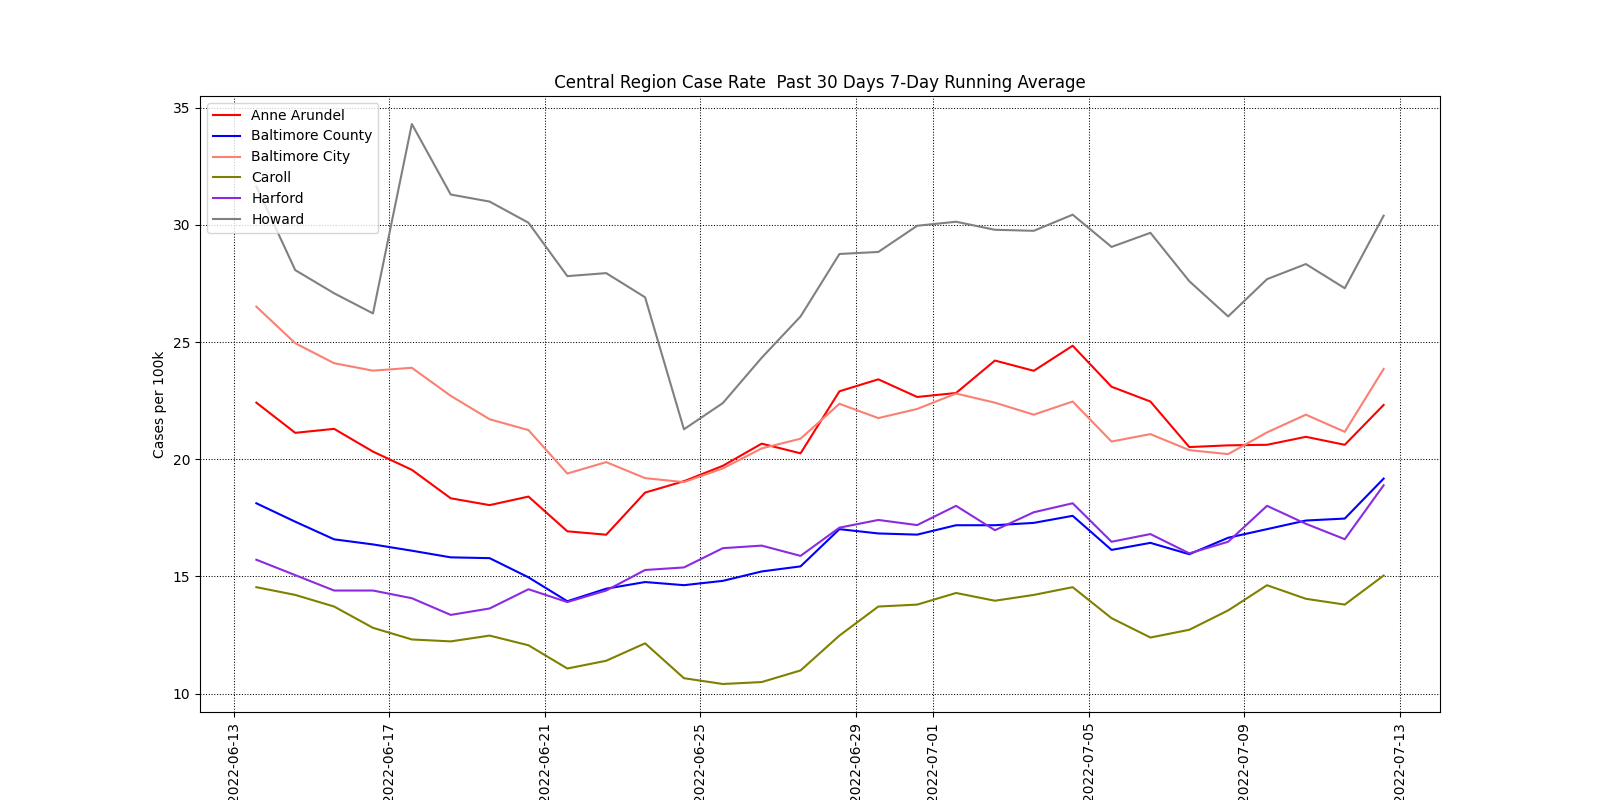 Central Region Case Rate  Past 30 Days 7-Day Running Average
35
30
25
20
15
10
Cases per 100k
Anne Arundel
Baltimore County
Baltimore City
Caroll
Harford
Howard
2022-06-13
2022-06-17
2022-06-21
2022-06-25
2022-06-29
2022-07-01
2022-07-05
2022-07-09
2022-07-13